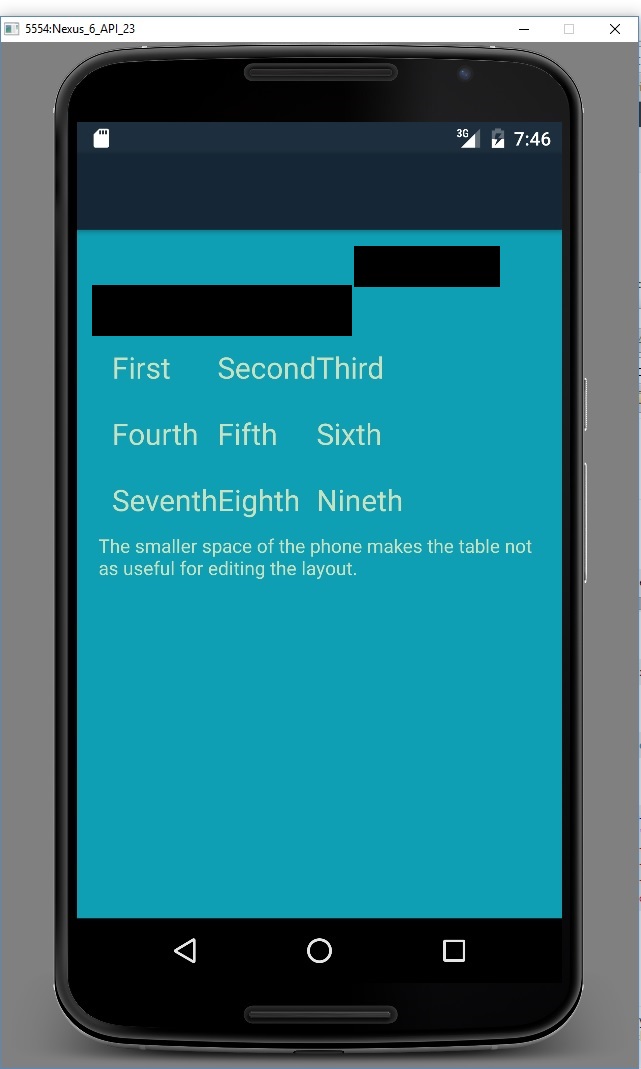 5554:Nexus_6_API_23
3G 7:46
First Second Third
Fourth Fifth Sixth
Seventh Eighth Nineth
The smaller space of the phone makes the table not
as useful for editing the layout.